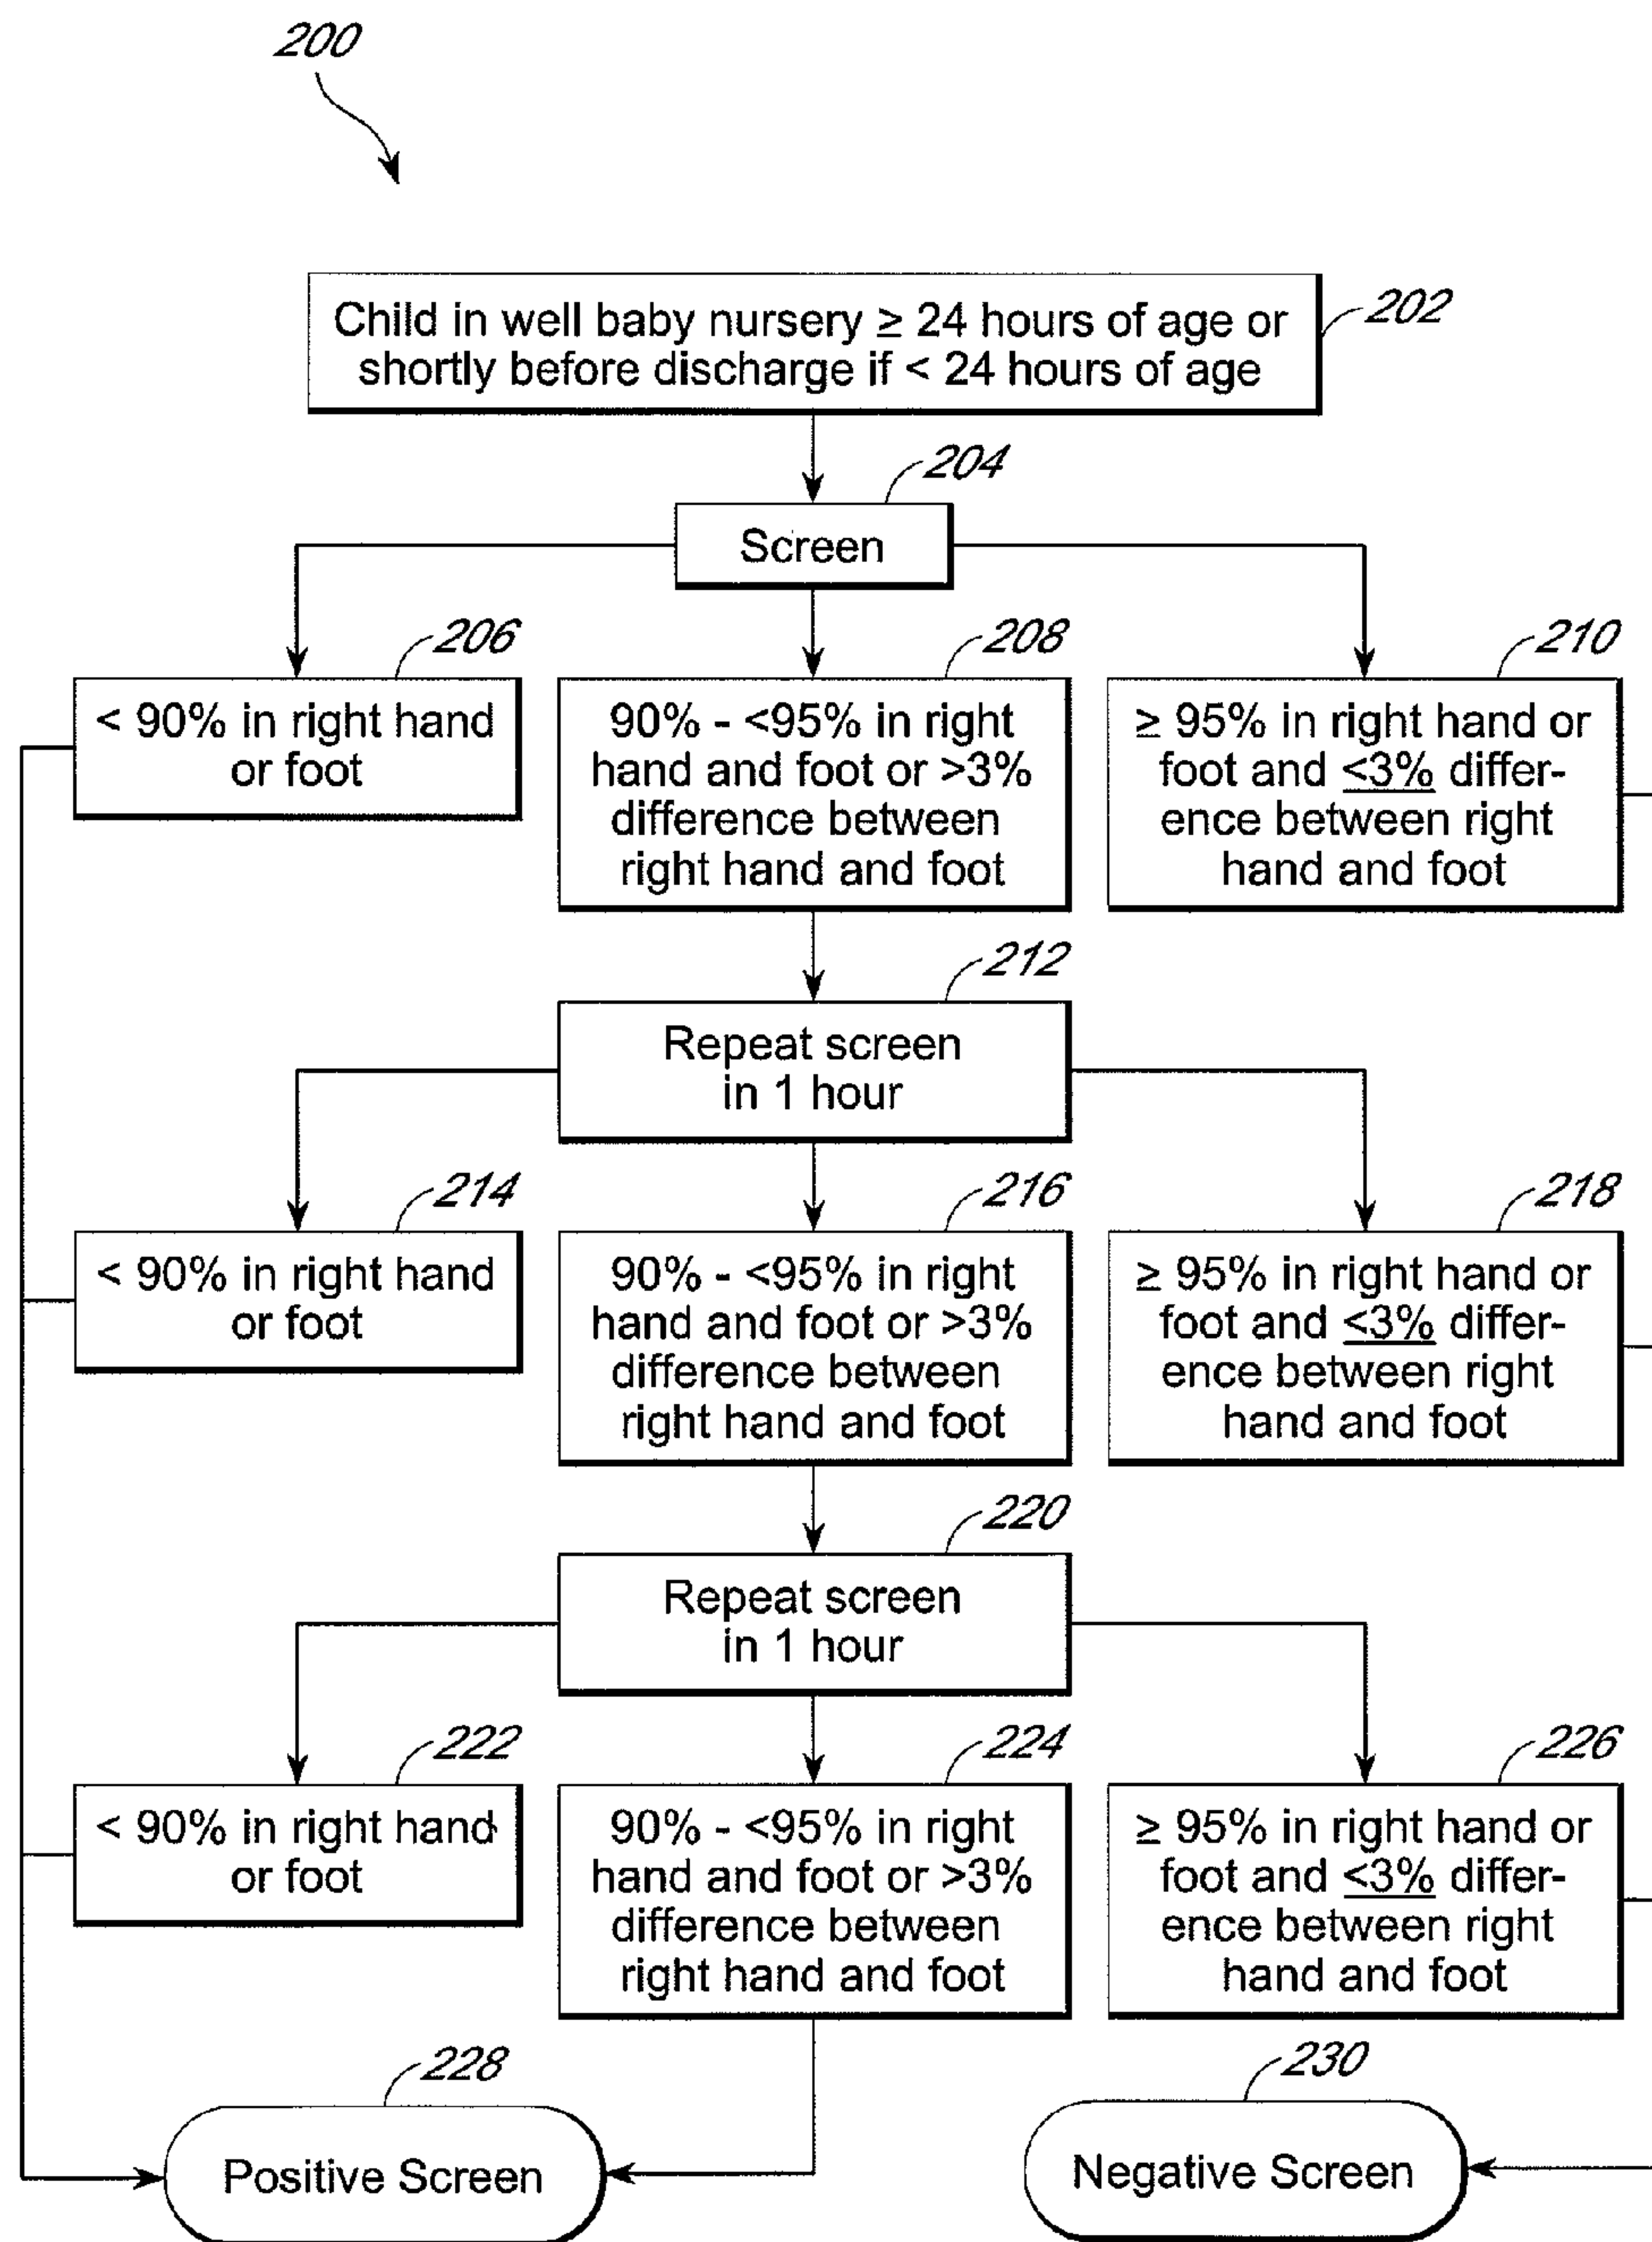 200
202
Child in well baby nursery ≥ 24 hours of age or
shortly before discharge if < 24 hours of age
204
Screen
206
< 90% in right hand
or foot
208
90% - <95% in right
hand and foot or >3%
difference between
right hand and foot
210
≥ 95% in right hand or
foot and <3% differ-
ence between right
hand and foot
212
Repeat screen
in 1 hour
214
< 90% in right hand
or foot
216
90% - <95% in right
hand and foot or >3%
difference between
right hand and foot
218
≥ 95% in right hand or
foot and <3% differ-
ence between right
hand and foot
220
Repeat screen
in 1 hour
222
< 90% in right hand
or foot
224
90% - <95% in right
hand and foot or >3%
difference between
right hand and foot
226
≥ 95% in right hand or
foot and <3% differ-
ence between right
hand and foot
228
Positive Screen
230
Negative Screen